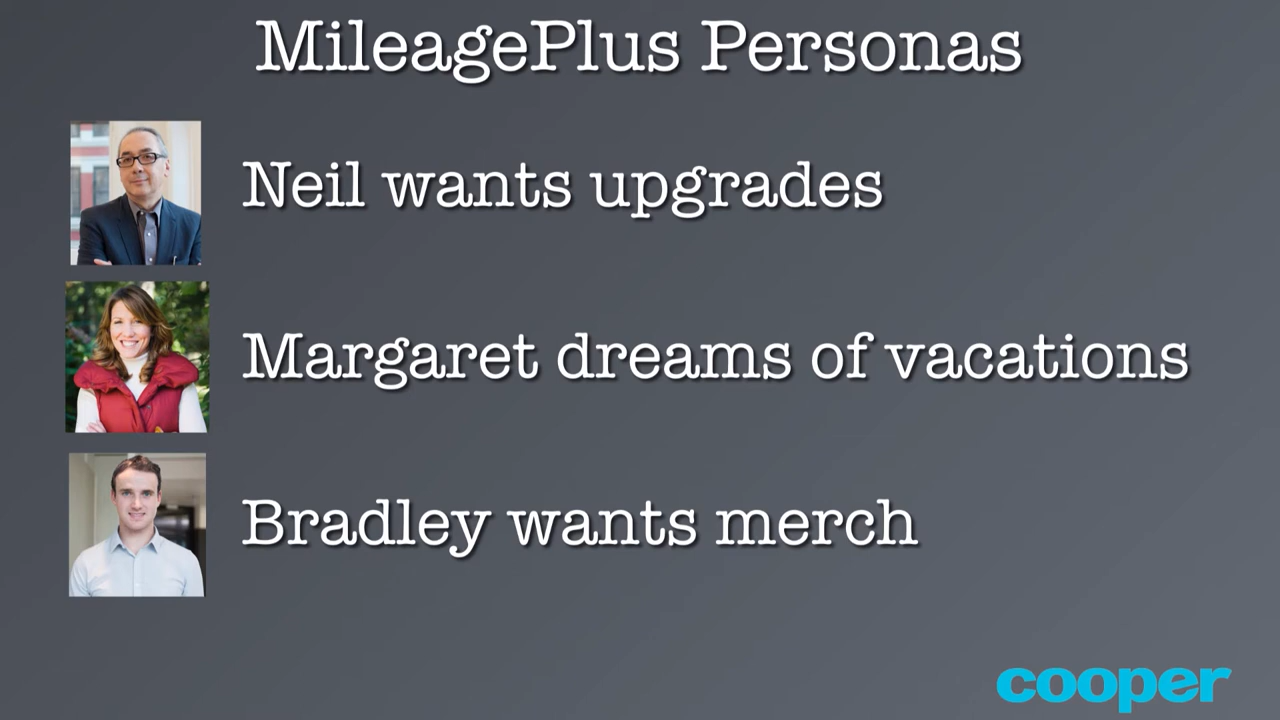 MileagePlus Personas
Neil wants upgrades
Margaret dreams of vacations
Bradley wants merch
cooper